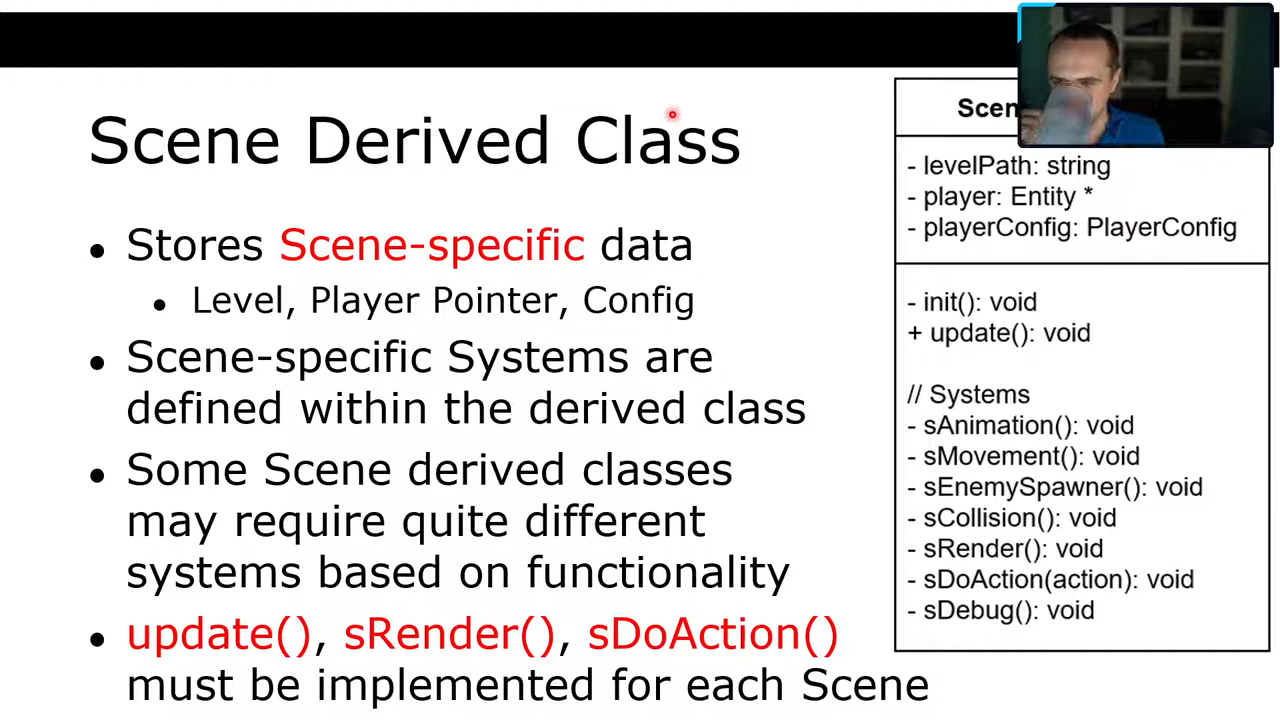 Scene Derived Class
• Stores Scene-specific data
• Level, Player Pointer, Config
• Scene-specific Systems are
defined within the derived class
• Some Scene derived classes
may require quite different
systems based on functionality
• update(), sRender(), sDoAction()
must be implemented for each Scene
- levelPath: string
- player: Entity *
- playerConfig: PlayerConfig
- init(): void
+ update(): void
// Systems
- sAnimation(): void
- sMovement(): void
- sEnemySpawner(): void
- sCollision(): void
- sRender(): void
- sDoAction(action): void
- sDebug(): void